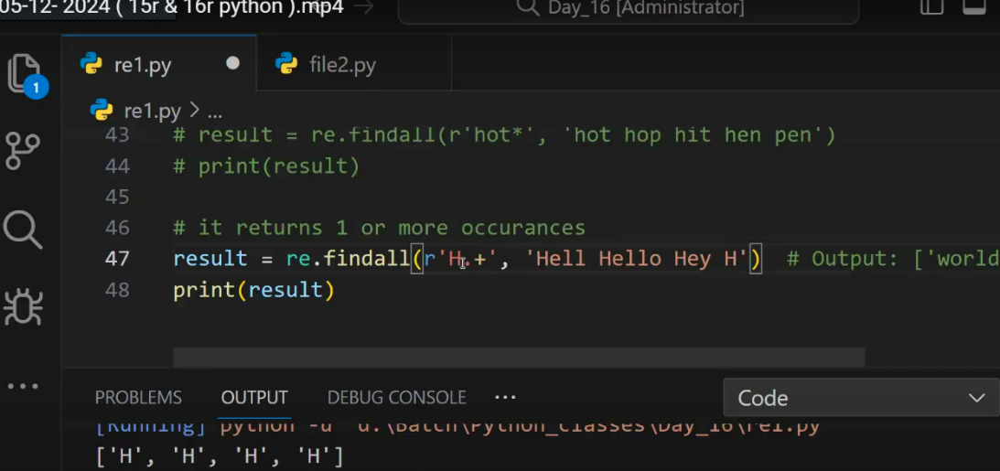 05-12- 2024 ( 15r & 16r python ).mp4
Day_16 [Administrator]
re1.py
file2.py
1
re1.py > ...
43 # result = re.findall(r'hot*', 'hot hop hit hen pen')
44 # print(result)
45
46 # it returns 1 or more occurances
47 result = re.findall(r'H.+', 'Hell Hello Hey H') # Output: ['world
48 print(result)
PROBLEMS OUTPUT DEBUG CONSOLE ...
Code
[Running] python -u "d:\Batch\Python_classes\Day_16\re1.py
['H', 'H', 'H', 'H']